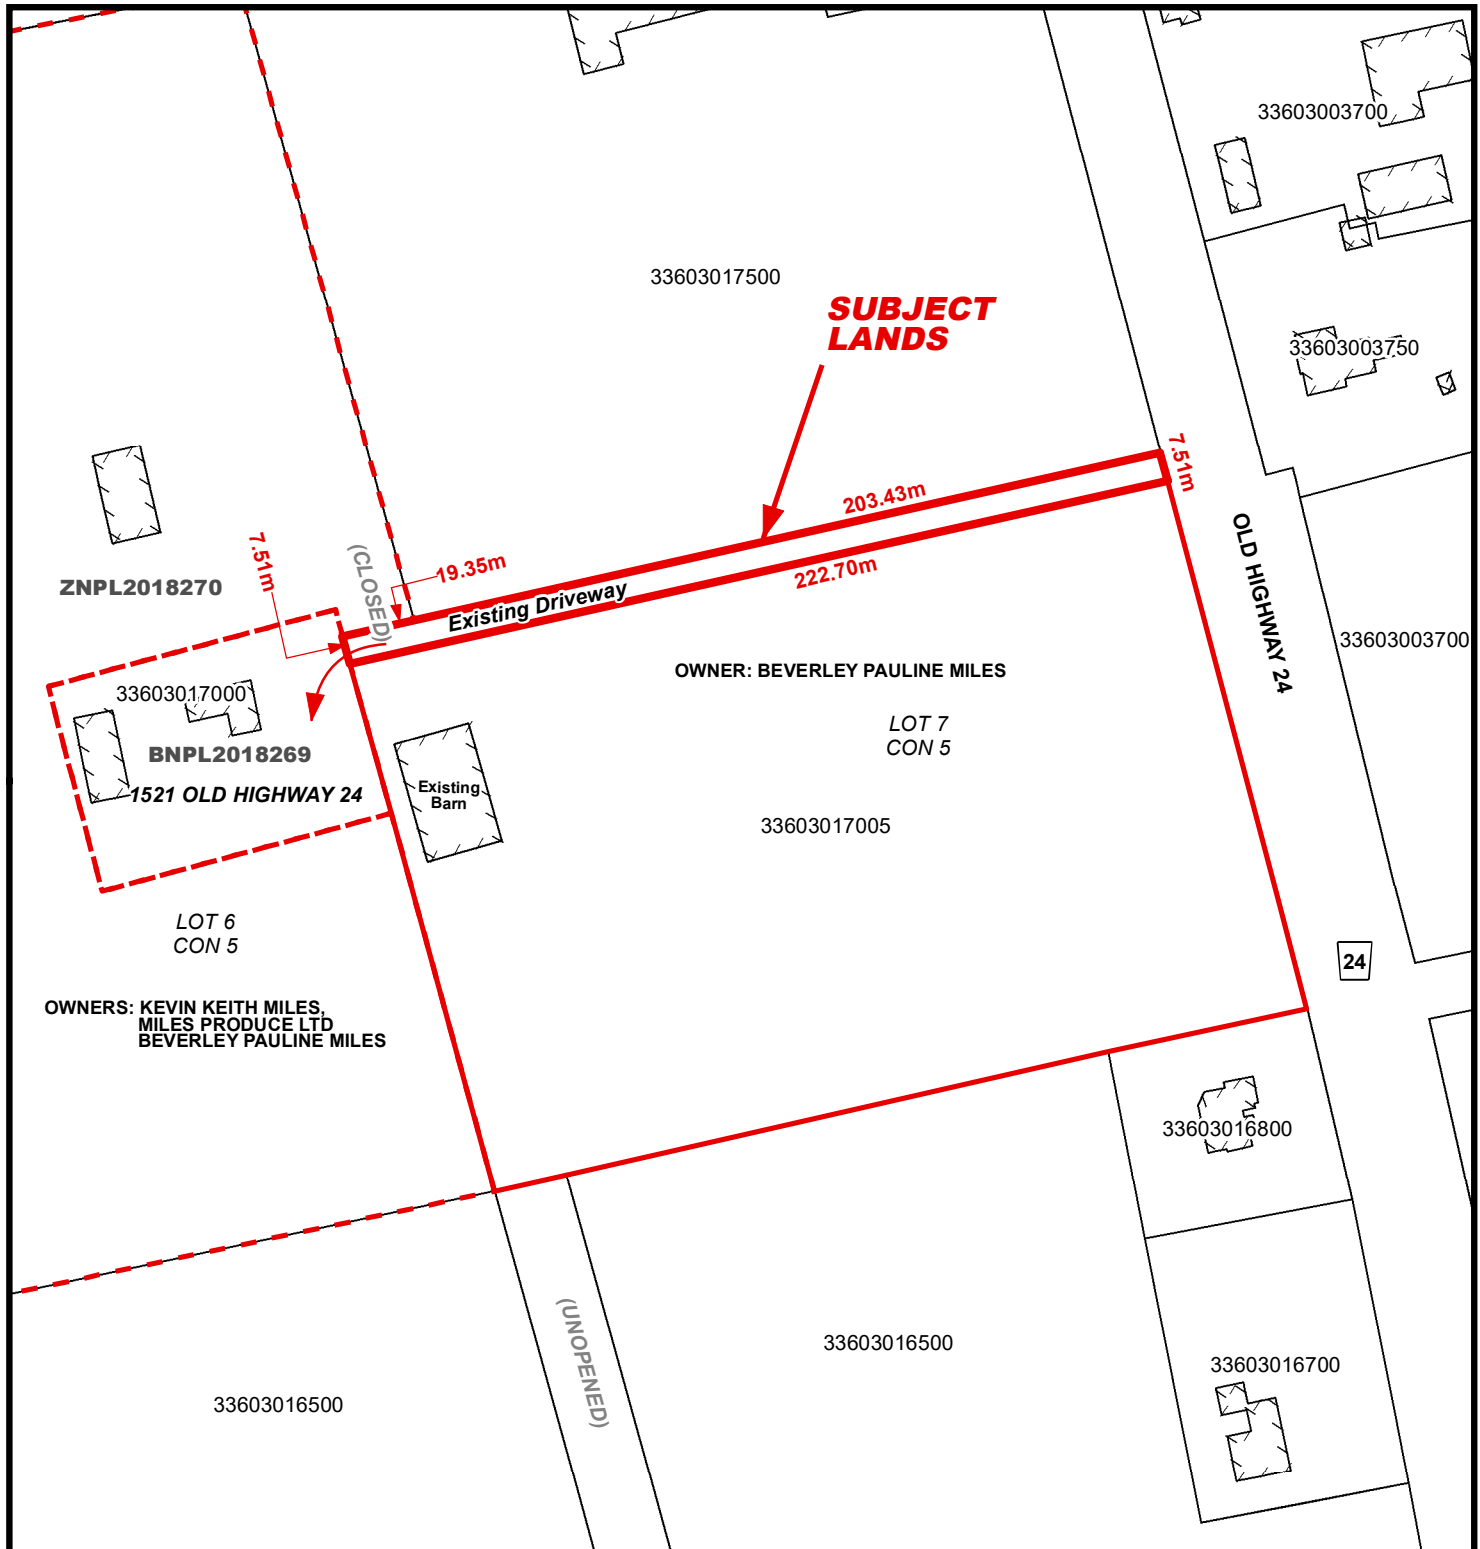 33603003700
33603017500
SUBJECT
LANDS
33603003750
7.51m
203.43m
OLD HIGHWAY 24
7.51m
(CLOSED)
19.35m
222.70m
ZNPL2018270
Existing Driveway
33603003700
OWNER: BEVERLEY PAULINE MILES
33603017000
LOT 7
CON 5
BNPL2018269
1521 OLD HIGHWAY 24
Existing
Barn
33603017005
LOT 6
CON 5
24
OWNERS: KEVIN KEITH MILES,
MILES PRODUCE LTD
BEVERLEY PAULINE MILES
33603016800
(UNOPENED)
33603016500
33603016700
33603016500